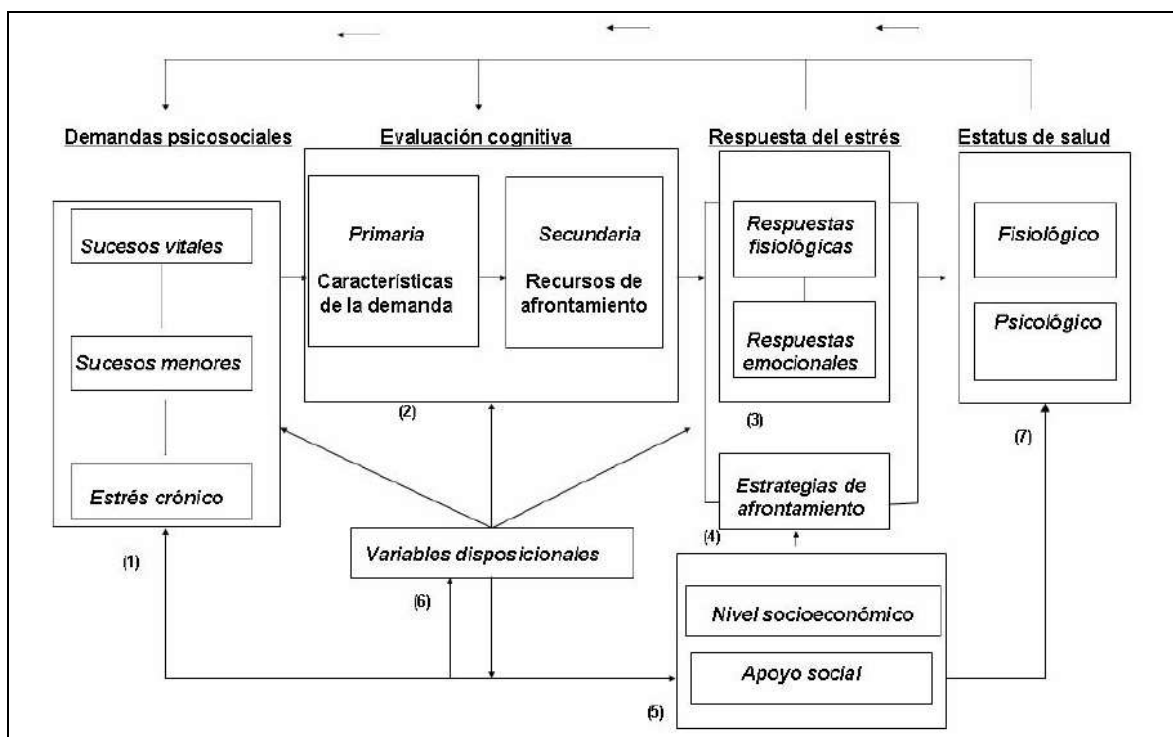 Demandas psicosociales
Evaluación cognitiva
Respuesta del estrés
Estatus de salud
Sucesos vitales
Sucesos menores
Estrés crónico
(1)
Primaria
Características
de la demanda
Secundaria
Recursos de
afrontamiento
(2)
Respuestas
fisiológicas
Respuestas
emocionales
(3)
Estrategias de
afrontamiento
(4)
Fisiológico
Psicológico
(7)
Variables disposicionales
(6)
Nivel socioeconómico
Apoyo social
(5)